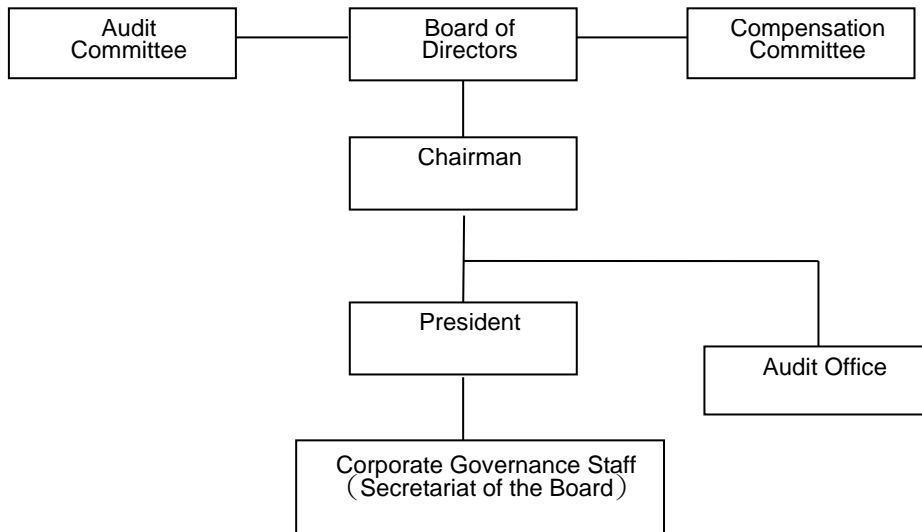 Audit
Committee
Board of
Directors
Compensation
Committee
Chairman
President
Audit Office
Corporate Governance Staff
（Secretariat of the Board）